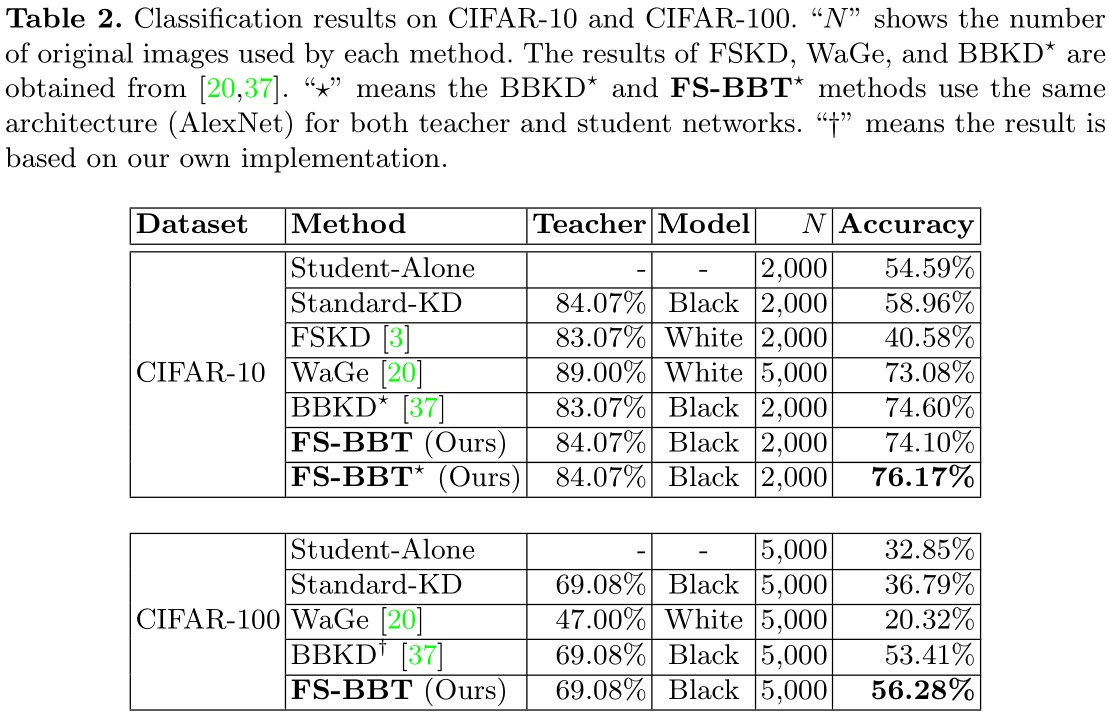 Table 2. Classification results on CIFAR-10 and CIFAR-100. “N” shows the number
of original images used by each method. The results of FSKD, WaGe, and BBKD⋆ are
obtained from [20,37]. “⋆” means the BBKD⋆ and FS-BBT⋆ methods use the same
architecture (AlexNet) for both teacher and student networks. “†” means the result is
based on our own implementation.
Dataset Method Teacher Model N Accuracy
Student-Alone - - 2,000 54.59%
Standard-KD 84.07% Black 2,000 58.96%
FSKD [3] 83.07% White 2,000 40.58%
CIFAR-10 WaGe [20] 89.00% White 5,000 73.08%
BBKD⋆ [37] 83.07% Black 2,000 74.60%
FS-BBT (Ours) 84.07% Black 2,000 74.10%
FS-BBT⋆ (Ours) 84.07% Black 2,000 76.17%
Student-Alone - - 5,000 32.85%
Standard-KD 69.08% Black 5,000 36.79%
CIFAR-100 WaGe [20] 47.00% White 5,000 20.32%
BBKD† [37] 69.08% Black 5,000 53.41%
FS-BBT (Ours) 69.08% Black 5,000 56.28%